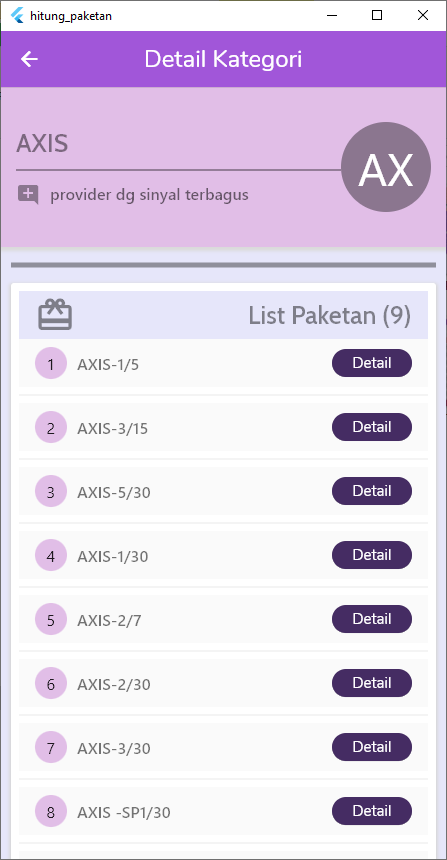 hitung_paketan
Detail Kategori
AXIS
AX
provider dg sinyal terbagus
List Paketan (9)
1 AXIS-1/5 Detail
2 AXIS-3/15 Detail
3 AXIS-5/30 Detail
4 AXIS-1/30 Detail
5 AXIS-2/7 Detail
6 AXIS-2/30 Detail
7 AXIS-3/30 Detail
8 AXIS -SP1/30 Detail